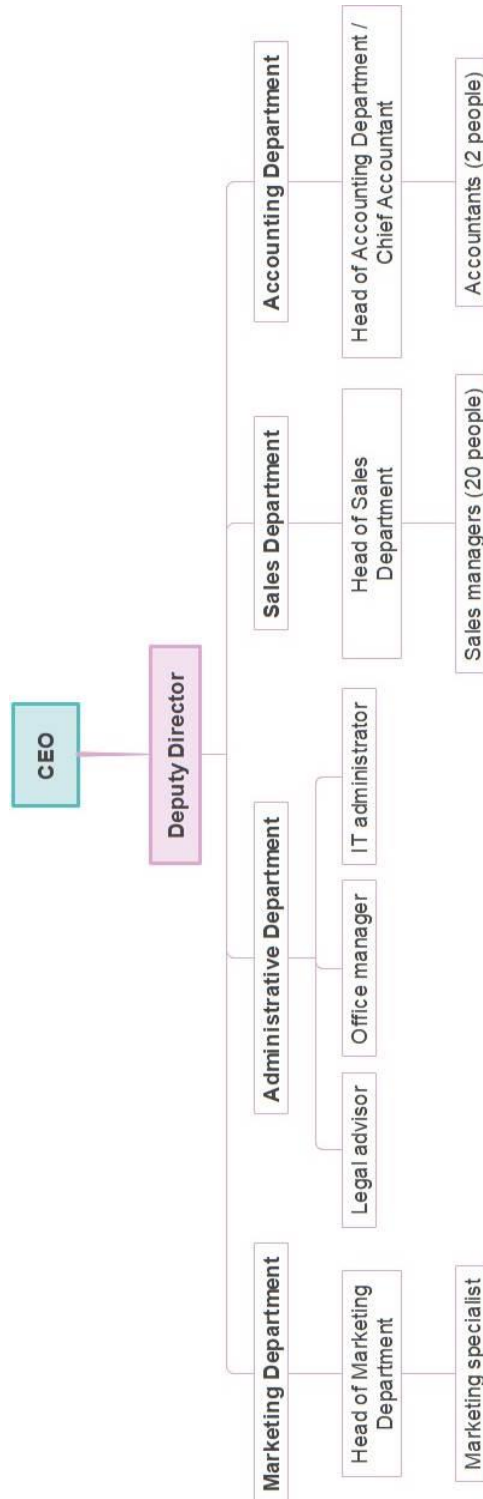 CEO
Deputy Director
Marketing Department
Administrative Department
Sales Department
Accounting Department
Head of Marketing
Department
Legal advisor
Office manager
IT administrator
Head of Sales
Department
Head of Accounting Department /
Chief Accountant
Marketing specialist
Sales managers (20 people)
Accountants (2 people)